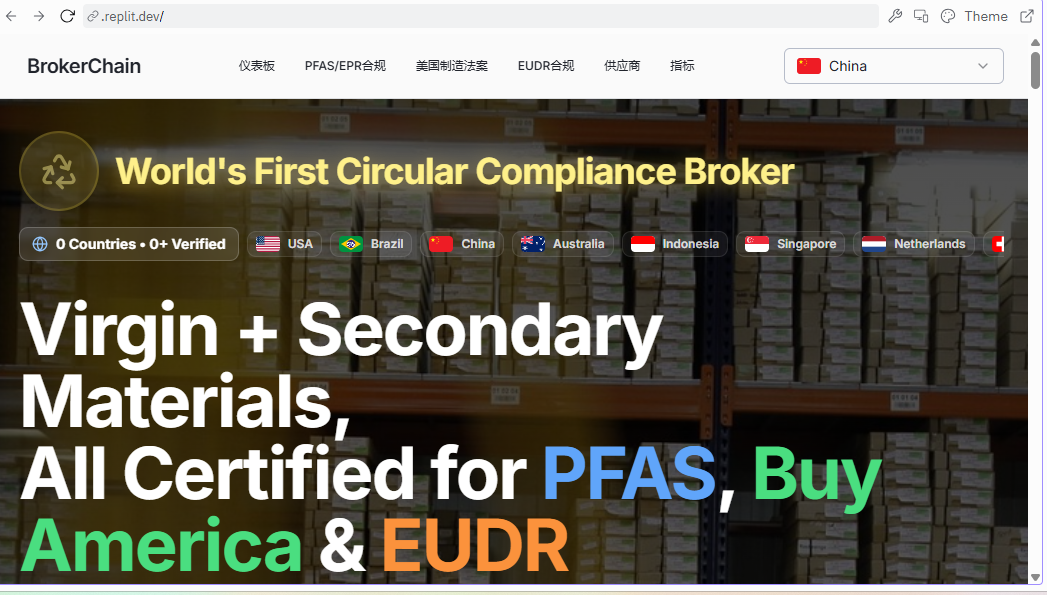 .replit.dev/
Theme
BrokerChain
仪表板
PFAS/EPR合规
美国制造法案
EUDR合规
供应商
指标
China
World's First Circular Compliance Broker
0 Countries • 0+ Verified
USA
Brazil
China
Australia
Indonesia
Singapore
Netherlands
Virgin + Secondary
Materials,
All Certified for PFAS, Buy
America & EUDR